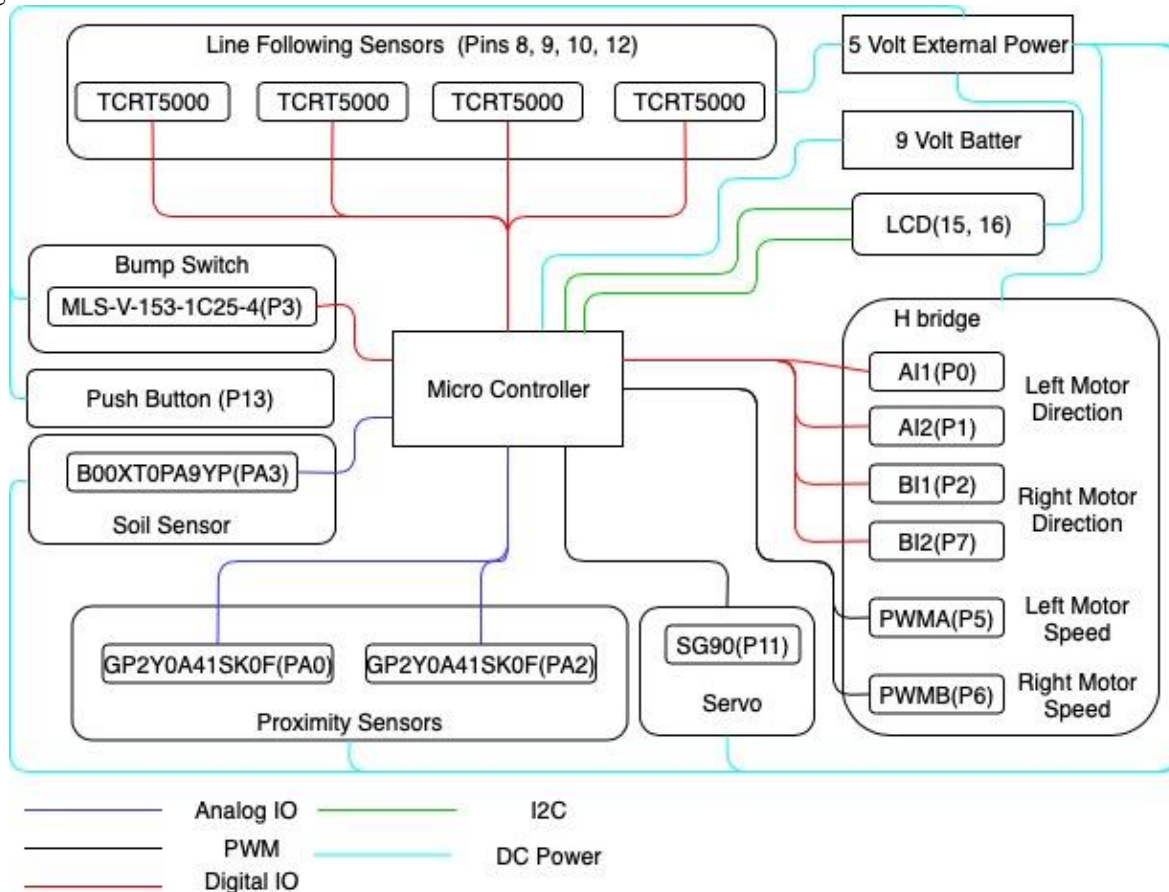 Line Following Sensors (Pins 8, 9, 10, 12)
TCRT5000
TCRT5000
TCRT5000
TCRT5000
5 Volt External Power
9 Volt Batter
LCD(15, 16)
Bump Switch
MLS-V-153-1C25-4(P3)
Push Button (P13)
B00XT0PA9YP(PA3)
Soil Sensor
Micro Controller
H bridge
AI1(P0)
AI2(P1)
Left Motor
Direction
BI1(P2)
BI2(P7)
Right Motor
Direction
PWMA(P5)
Left Motor
Speed
PWMB(P6)
Right Motor
Speed
GP2Y0A41SK0F(PA0)
GP2Y0A41SK0F(PA2)
Proximity Sensors
SG90(P11)
Servo
Analog IO
I2C
PWM
DC Power
Digital IO